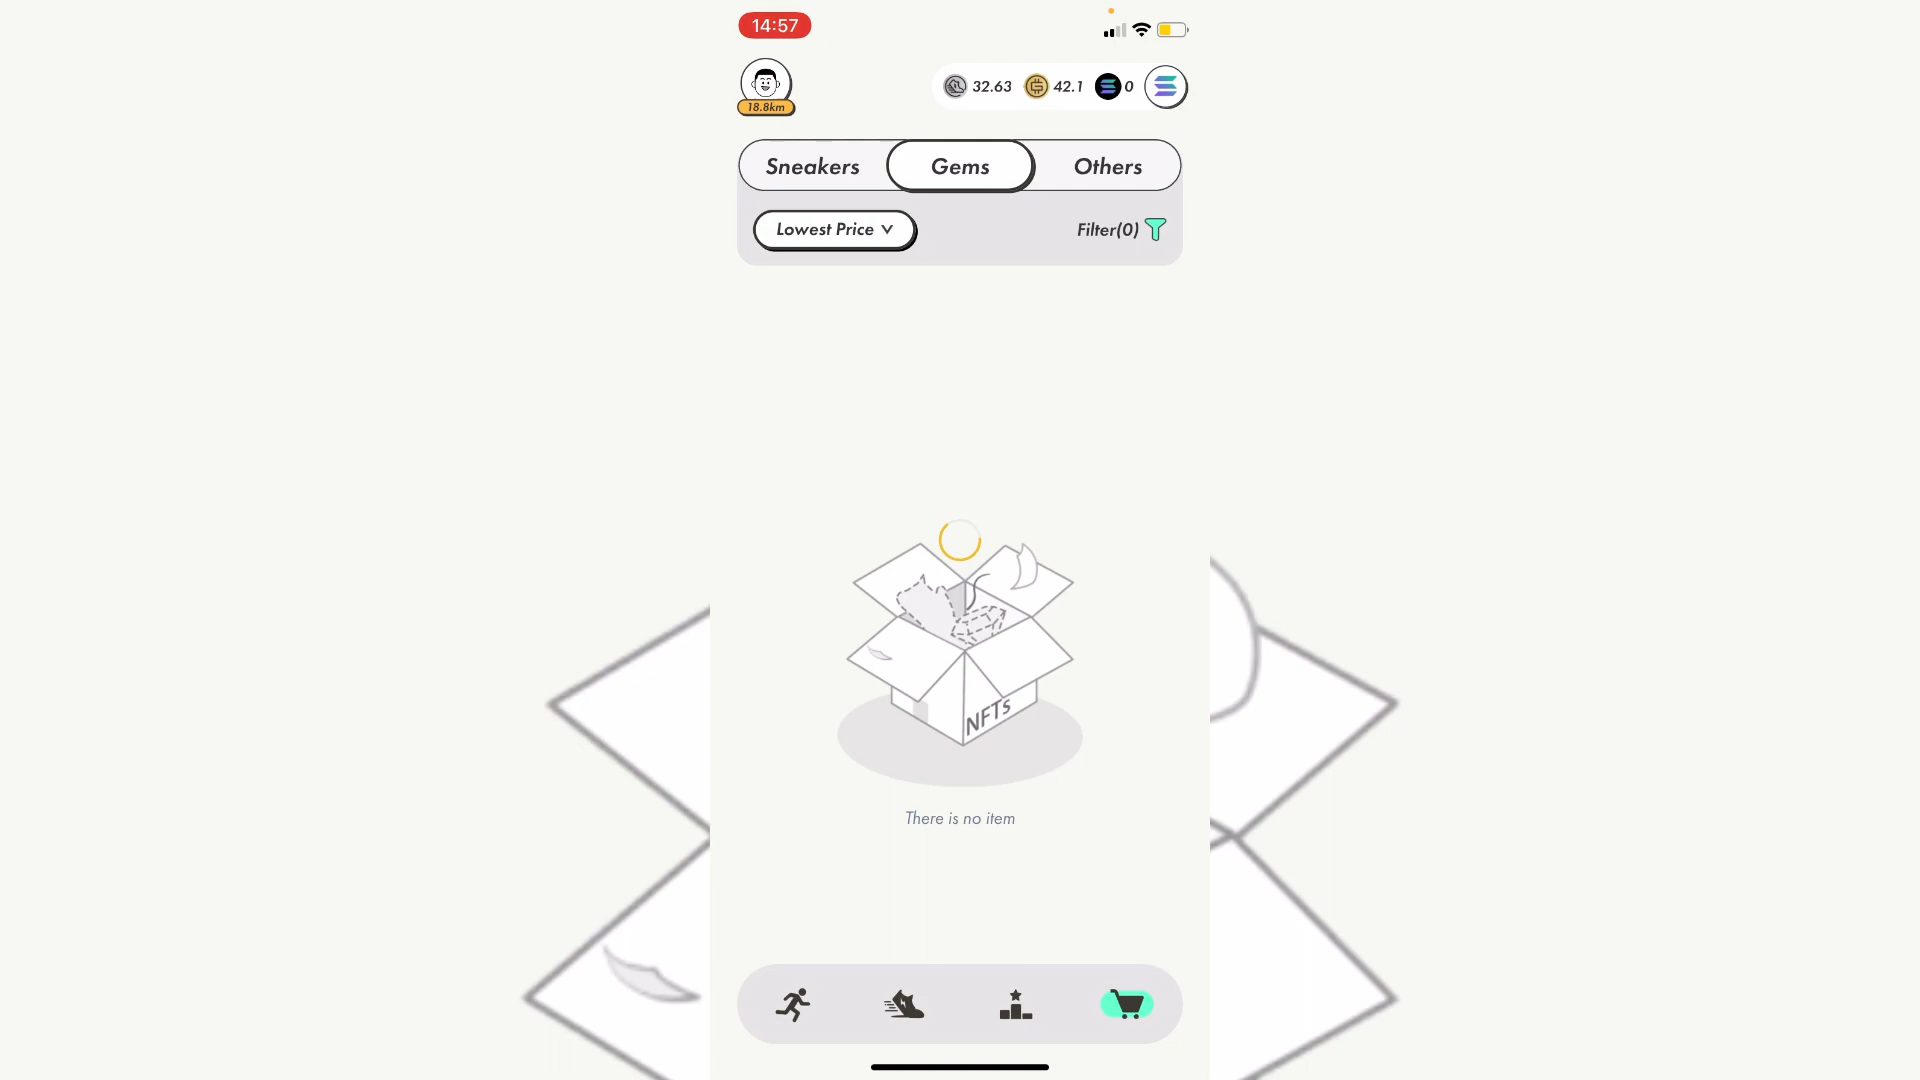 14:57
32.63 42.1 0
18.8km
Sneakers Gems Others
Lowest Price Filter(0)
NFTs
There is no item